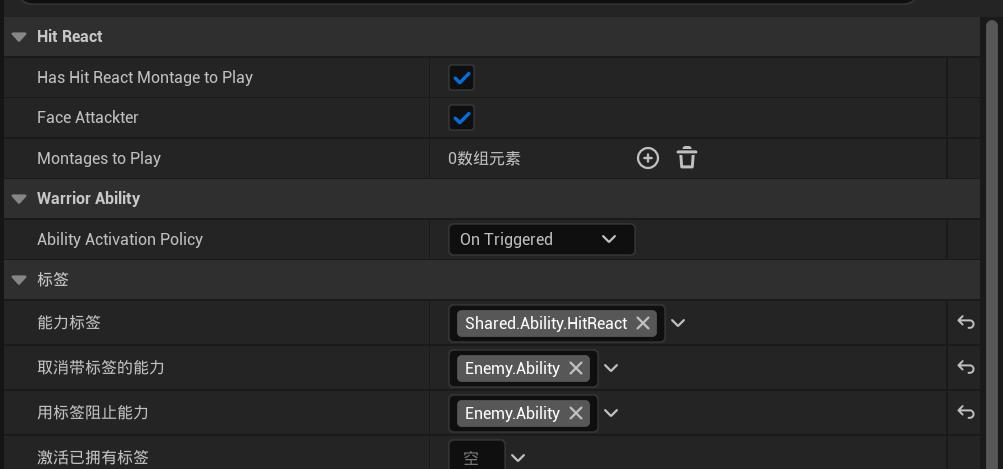 Hit React
Has Hit React Montage to Play
Face Attackter
Montages to Play 0数组元素
Warrior Ability
Ability Activation Policy On Triggered
标签
能力标签 Shared.Ability.HitReact
取消带标签的能力 Enemy.Ability
用标签阻止能力 Enemy.Ability
激活已拥有标签 空